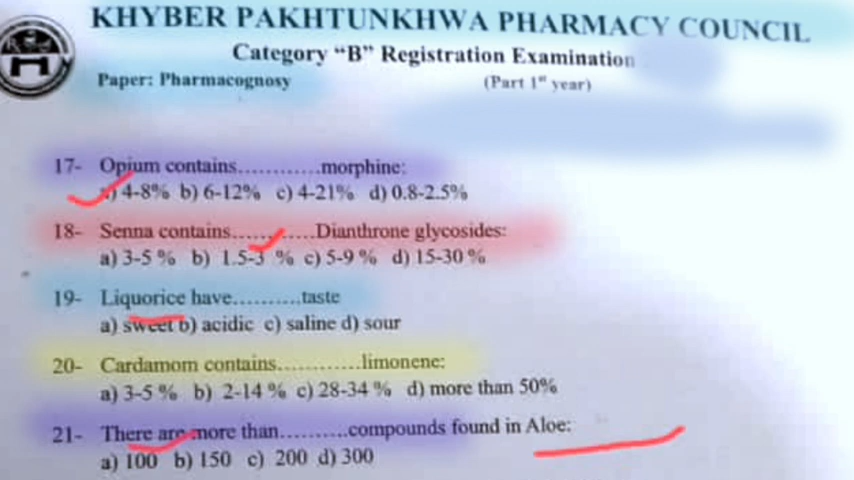 KHYBER PAKHTUNKHWA PHARMACY COUNCIL
Category “B” Registration Examination
Paper: Pharmacognosy (Part 1st year)
17- Opium contains............morphine:
a) 4-8% b) 6-12% c) 4-21% d) 0.8-2.5%
18- Senna contains............Dianthrone glycosides:
a) 3-5 % b) 1.5-3 % c) 5-9 % d) 15-30 %
19- Liquorice have..........taste
a) sweet b) acidic c) saline d) sour
20- Cardamom contains............limonene:
a) 3-5 % b) 2-14 % c) 28-34 % d) more than 50%
21- There are more than..........compounds found in Aloe:
a) 100 b) 150 c) 200 d) 300